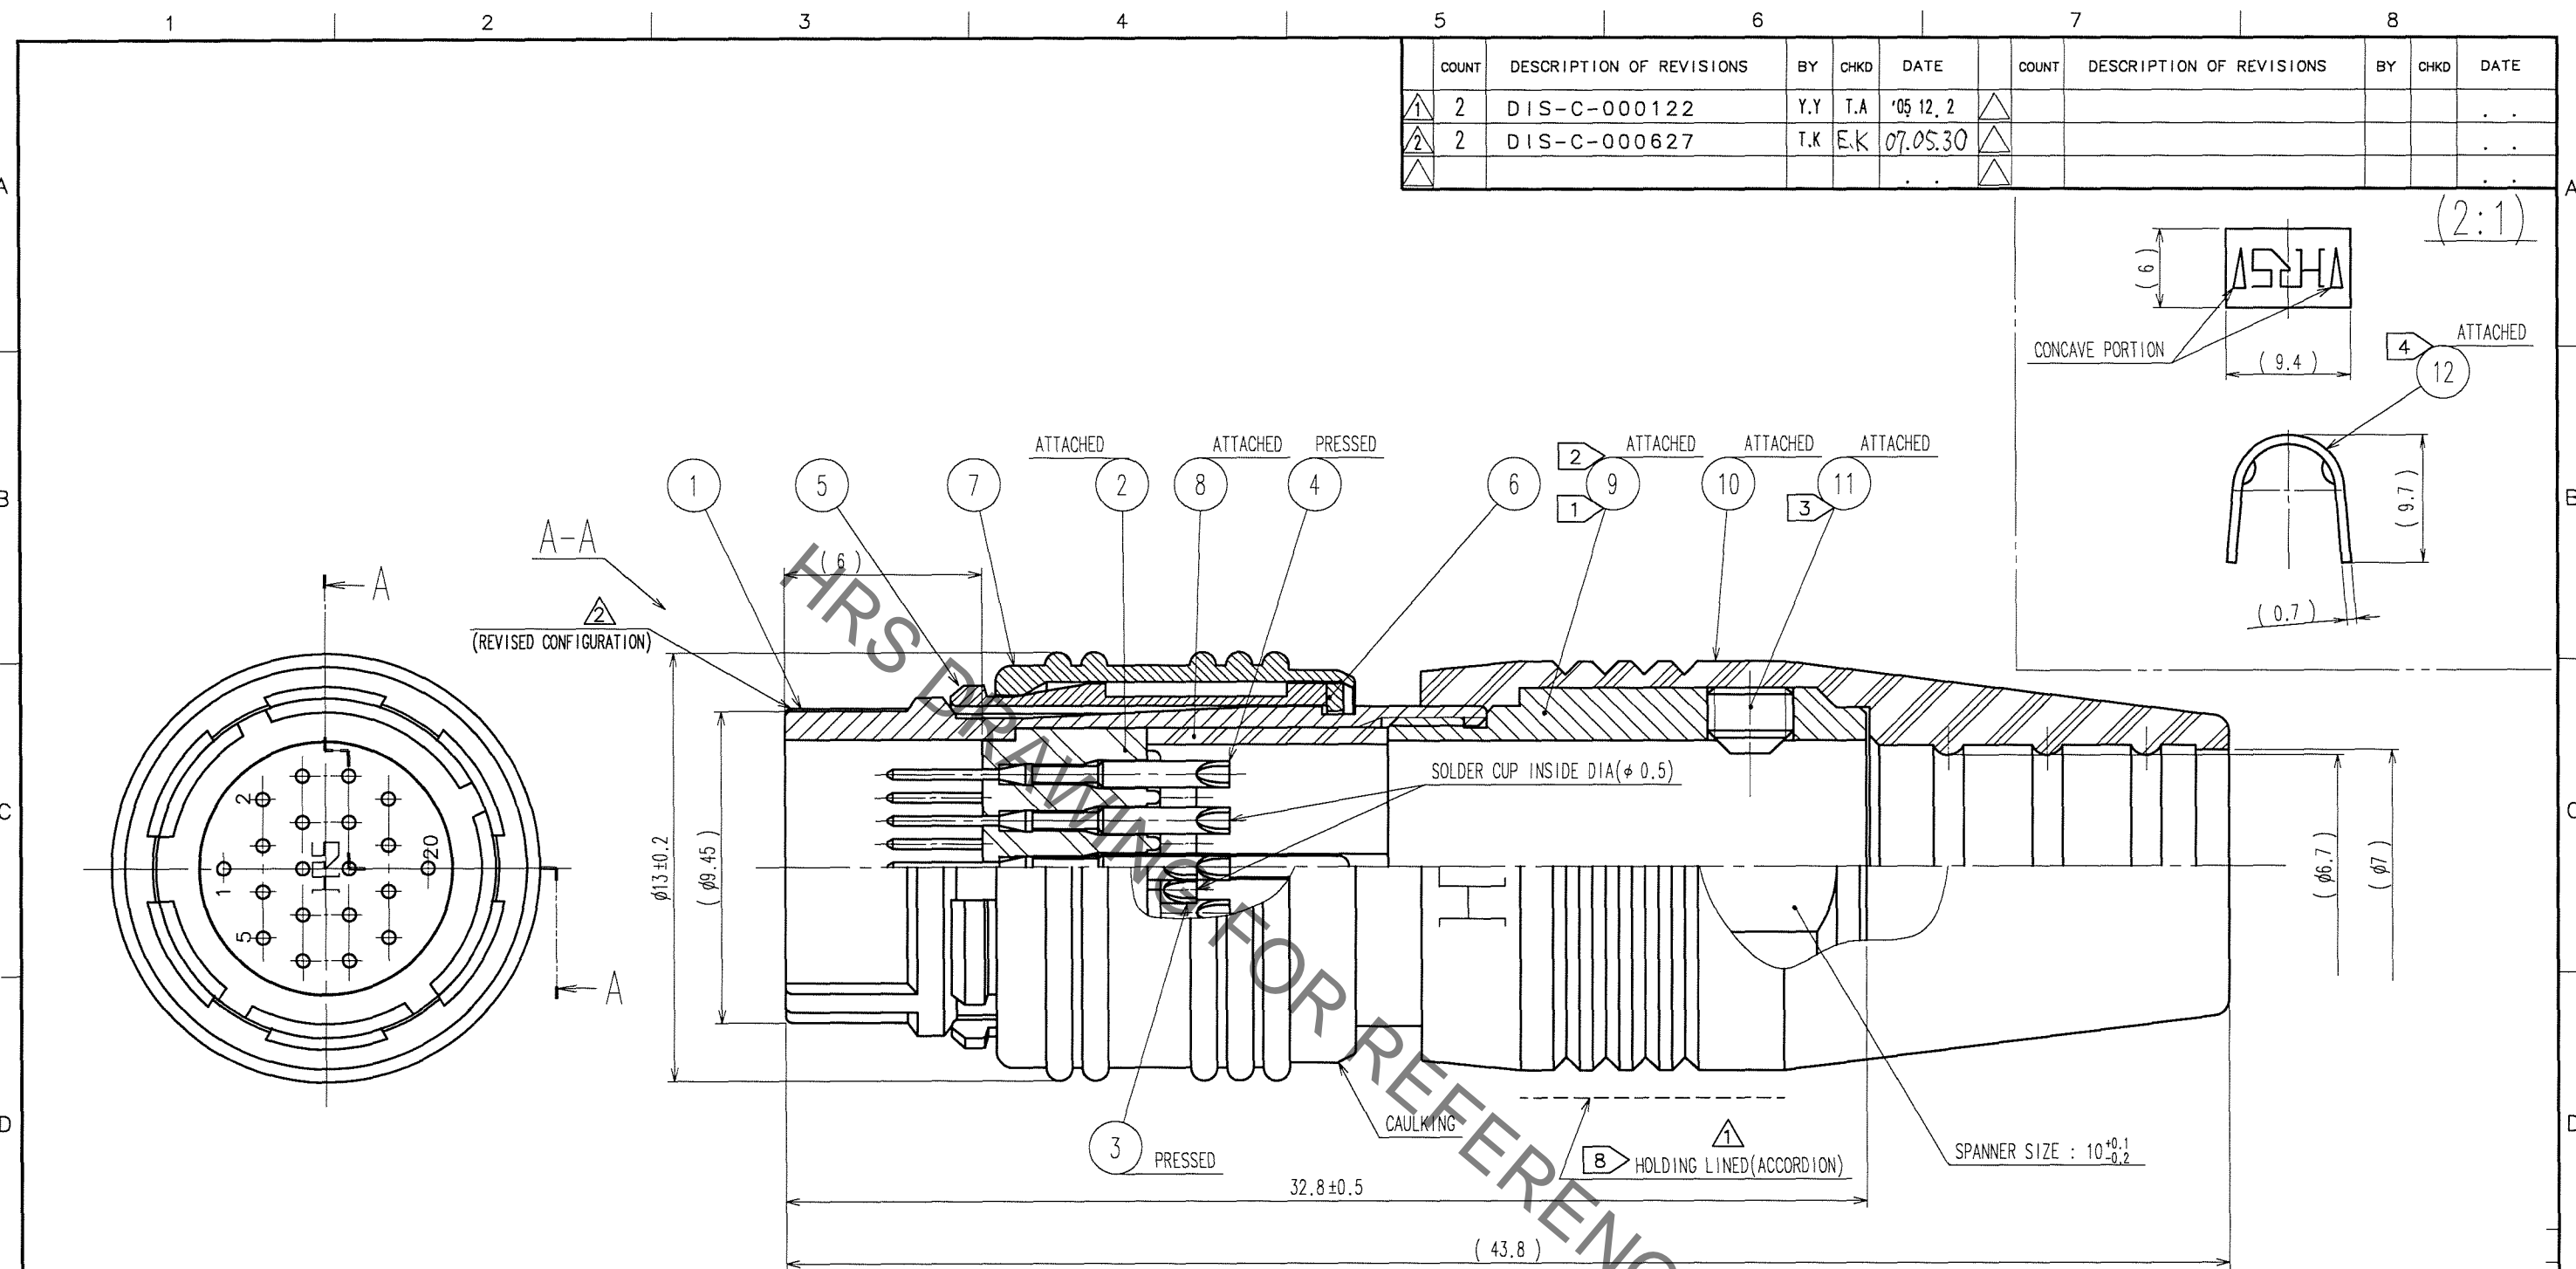 1 2 3 4 5 6 7 8
COUNT DESCRIPTION OF REVISIONS BY CHKD DATE COUNT DESCRIPTION OF REVISIONS BY CHKD DATE
1 2 DIS-C-000122 Y.Y T.A '05.12.2 . .
2 2 DIS-C-000627 T.K E.K 07.05.30 . .
. . . .
A A
(2:1)
( 6 )
HRS
CONCAVE PORTION
( 9.4 )
4 ATTACHED
12
ATTACHED ATTACHED PRESSED 2 ATTACHED ATTACHED ATTACHED
1 5 7 2 8 4 6 9 10 11
1 3
( 9.7 )
B B
A-A
( 6 )
A
2
(REVISED CONFIGURATION)
( 0.7 )
SOLDER CUP INSIDE DIA(φ 0.5)
C C
2
φ13±0.2
( φ9.45 )
1 HRS 20
( φ6.7 )
( φ7 )
5
H
A
CAULKING
D D
3 PRESSED
1
8 HOLDING LINED(ACCORDION)
SPANNER SIZE : 10 +0.1 -0.2
32.8±0.5
( 43.8 )
HRS DRAWING FOR REFERENC